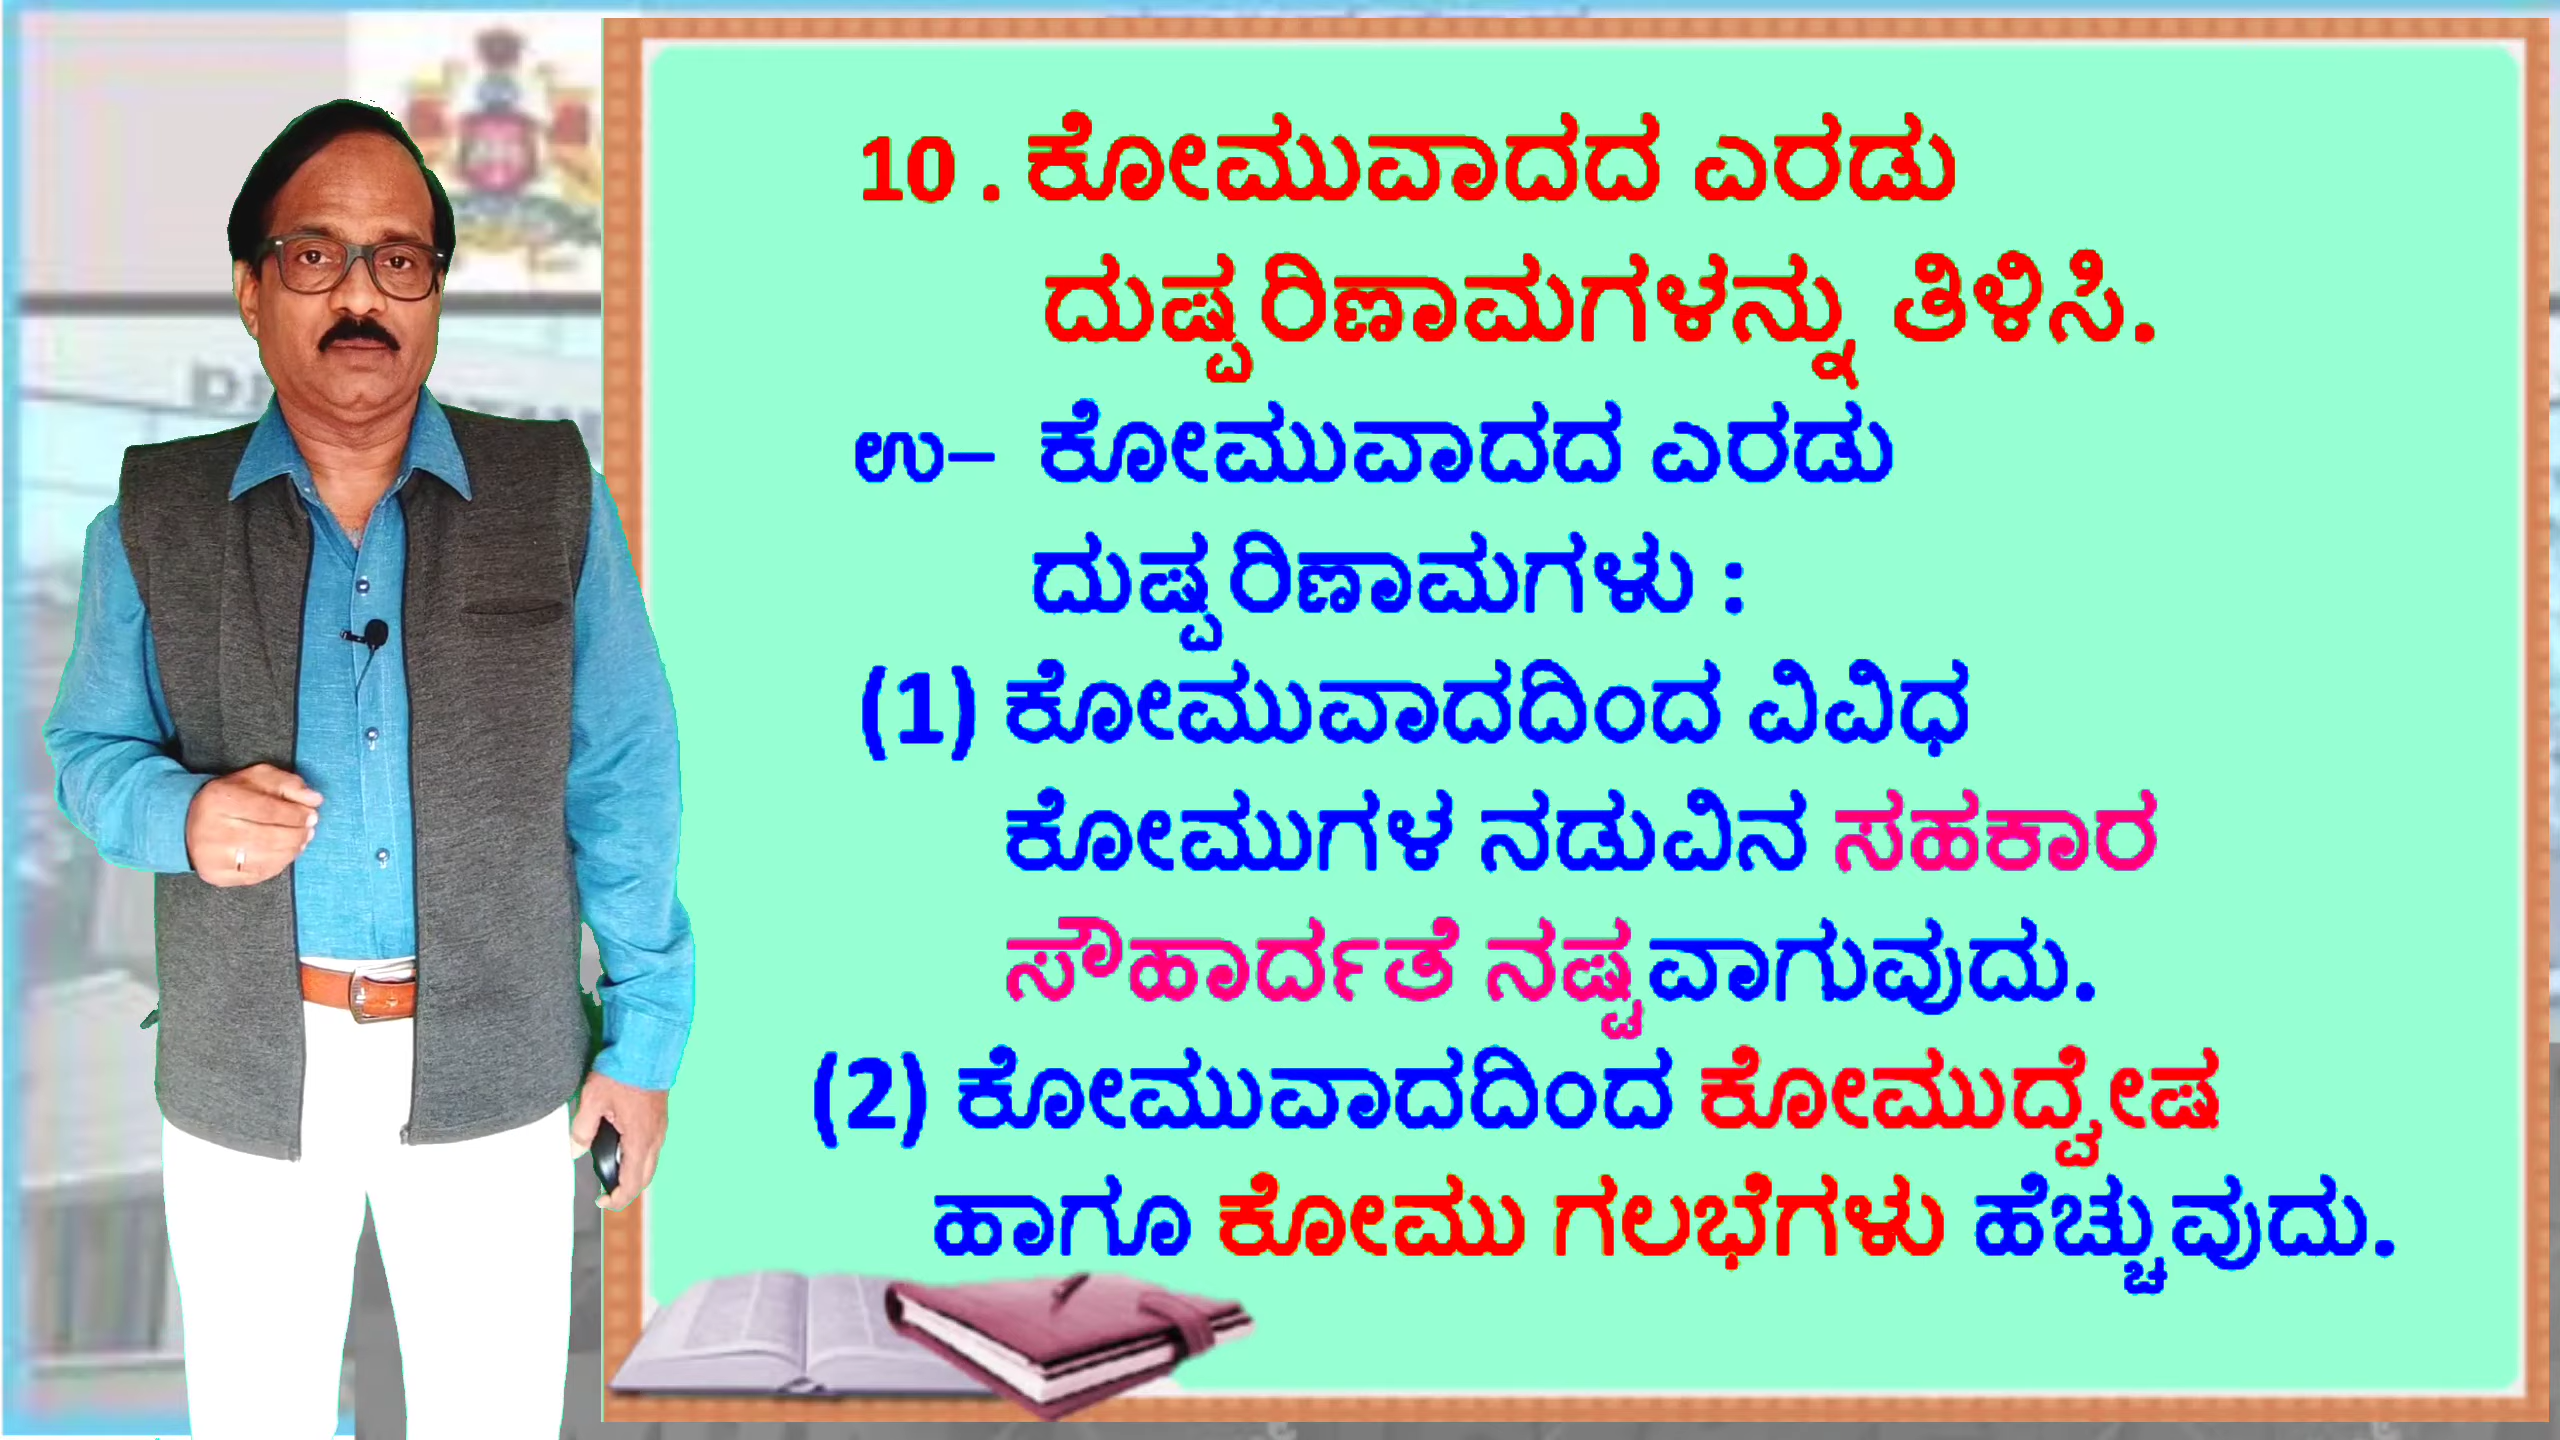 10 . ಕೋಮುವಾದದ ಎರಡು
ದುಷ್ಪರಿಣಾಮಗಳನ್ನು ತಿಳಿಸಿ.
ಉ– ಕೋಮುವಾದದ ಎರಡು
ದುಷ್ಪರಿಣಾಮಗಳು :
(1) ಕೋಮುವಾದದಿಂದ ವಿವಿಧ
ಕೋಮುಗಳ ನಡುವಿನ ಸಹಕಾರ
ಸೌಹಾರ್ದತೆ ನಷ್ಟವಾಗುವುದು.
(2) ಕೋಮುವಾದದಿಂದ ಕೋಮುದ್ವೇಷ
ಹಾಗೂ ಕೋಮು ಗಲಭೆಗಳು ಹೆಚ್ಚುವುದು.